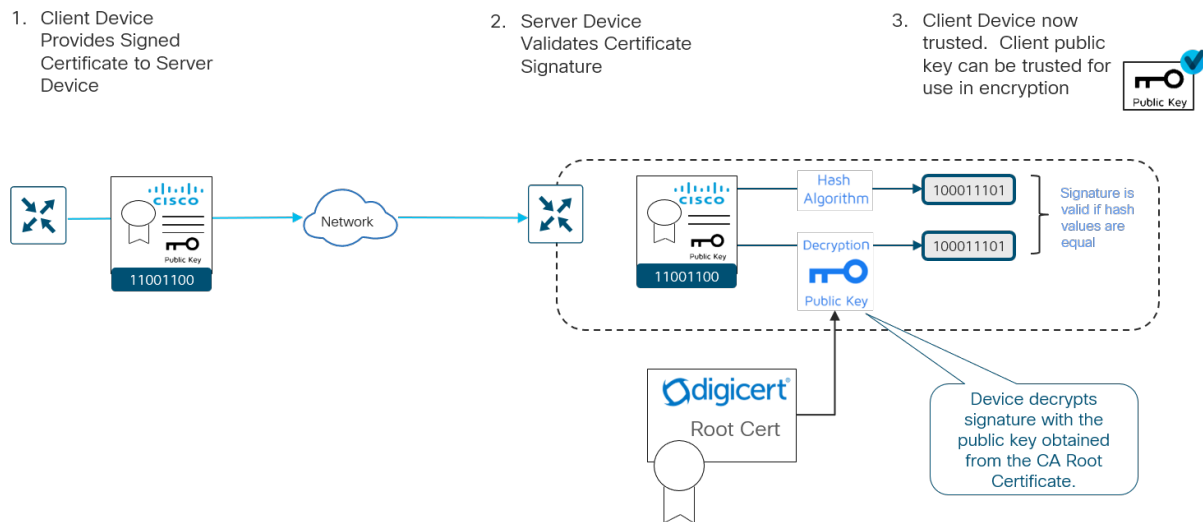 1. Client Device
Provides Signed
Certificate to Server
Device
2. Server Device
Validates Certificate
Signature
3. Client Device now
trusted. Client public
key can be trusted for
use in encryption
Public Key
CISCO
Public Key
11001100
Network
CISCO
Public Key
11001100
Hash
Algorithm
100011101
Decryption
Public Key
100011101
Signature is
valid if hash
values are
equal
digicert®
Root Cert
Device decrypts
signature with the
public key obtained
from the CA Root
Certificate.